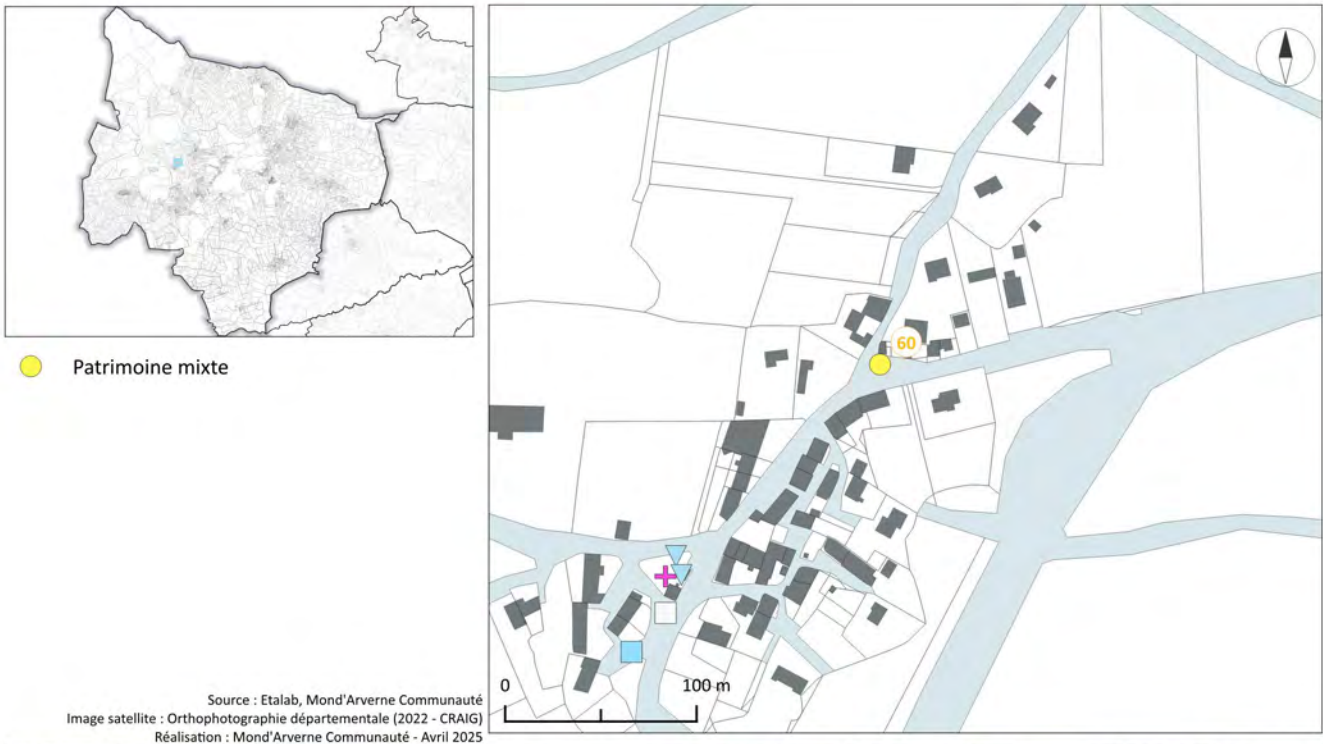 60
Patrimoine mixte
0 100 m
Source : Etalab, Mond'Arverne Communauté
Image satellite : Orthophotographie départementale (2022 - CRAIG)
Réalisation : Mond'Arverne Communauté - Avril 2025